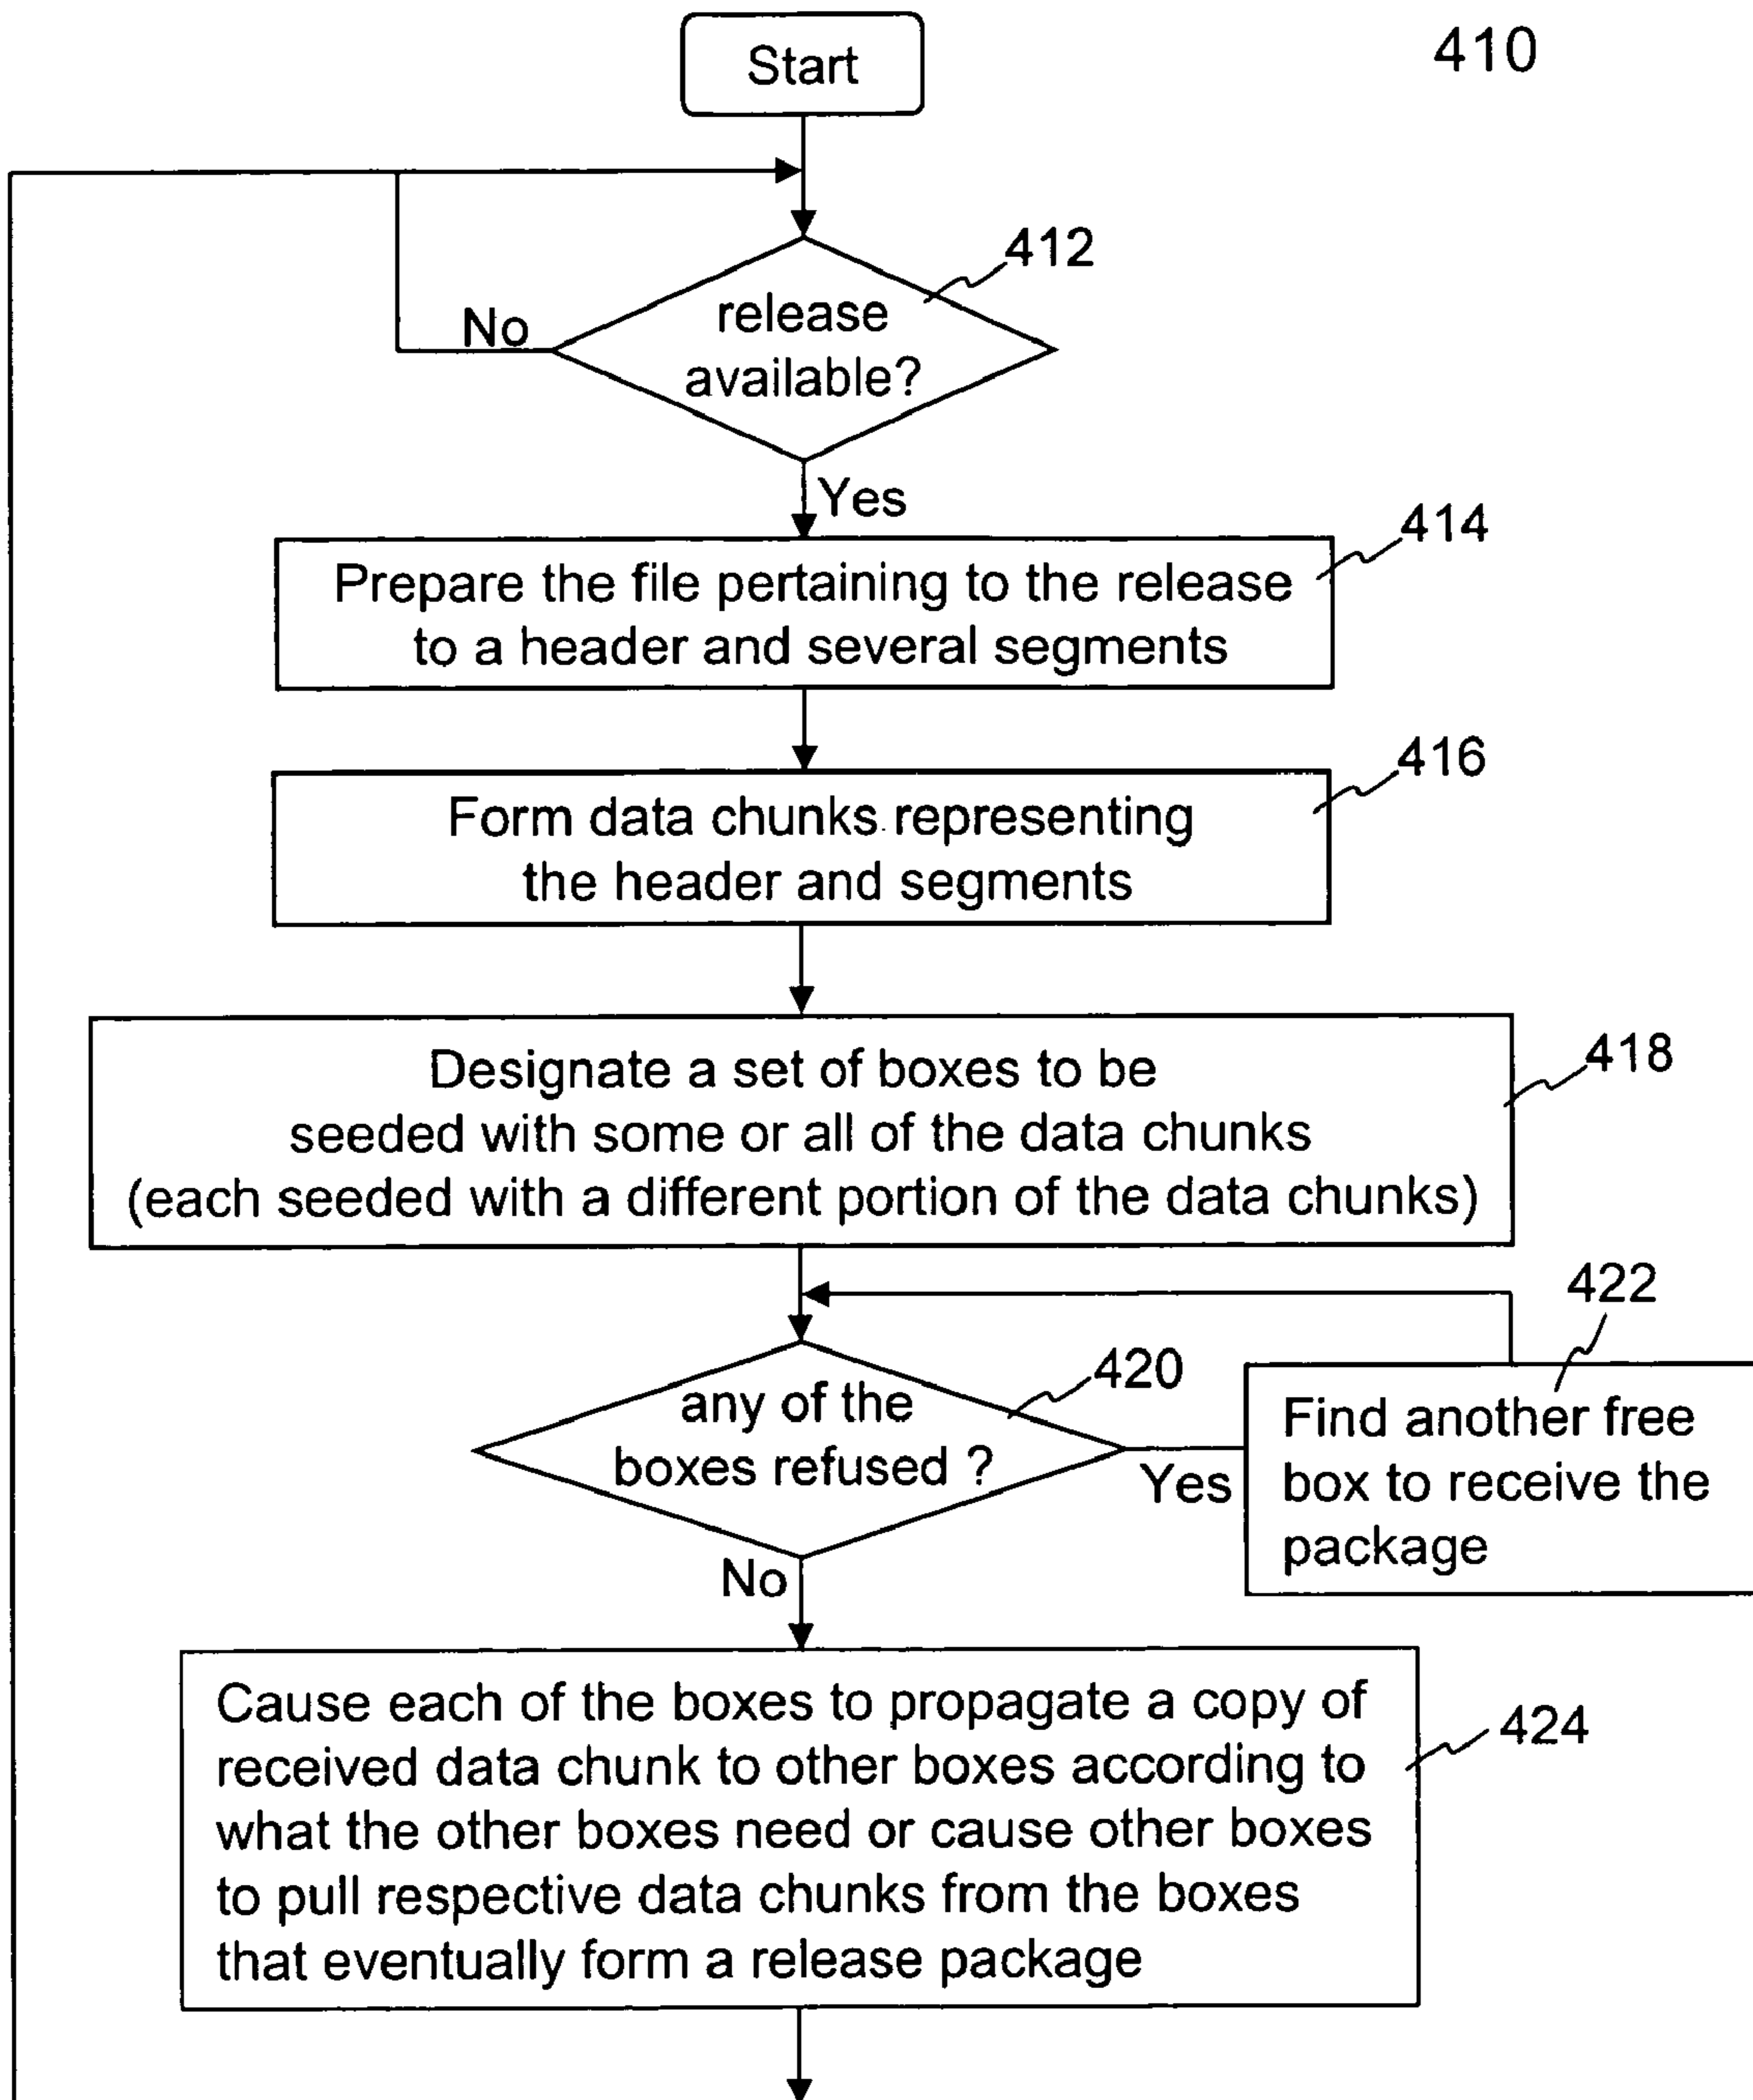 410
Start
412
release
available?
No
Yes
414
Prepare the file pertaining to the release
to a header and several segments
416
Form data chunks representing
the header and segments
418
Designate a set of boxes to be
seeded with some or all of the data chunks
(each seeded with a different portion of the data chunks)
422
420
any of the
boxes refused ?
Yes
Find another free
box to receive the
package
No
424
Cause each of the boxes to propagate a copy of
received data chunk to other boxes according to
what the other boxes need or cause other boxes
to pull respective data chunks from the boxes
that eventually form a release package